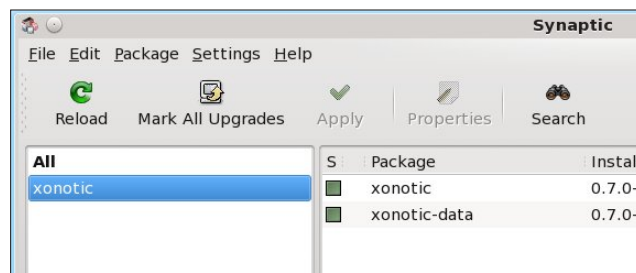 Synaptic
File Edit Package Settings Help
Reload Mark All Upgrades Apply Properties Search
All
xonotic
S Package Instal
xonotic 0.7.0-
xonotic-data 0.7.0-